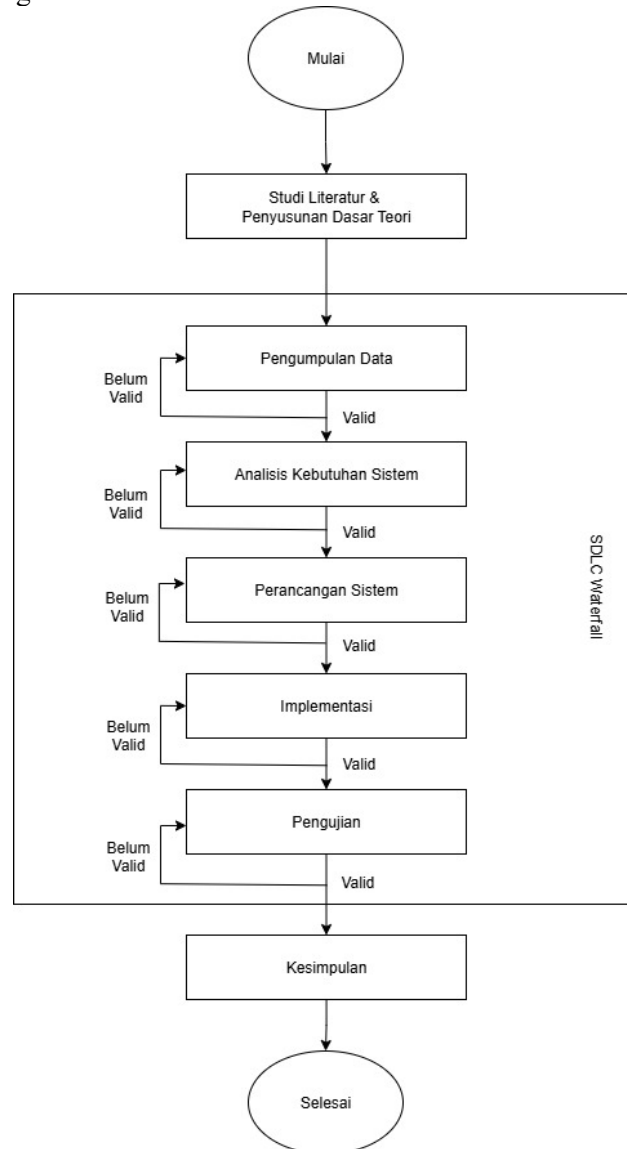 g
Mulai
Studi Literatur &
Penyusunan Dasar Teori
Pengumpulan Data
Belum
Valid
Valid
Analisis Kebutuhan Sistem
Belum
Valid
Valid
SDLC Waterfall
Perancangan Sistem
Belum
Valid
Valid
Implementasi
Belum
Valid
Valid
Pengujian
Belum
Valid
Valid
Kesimpulan
Selesai